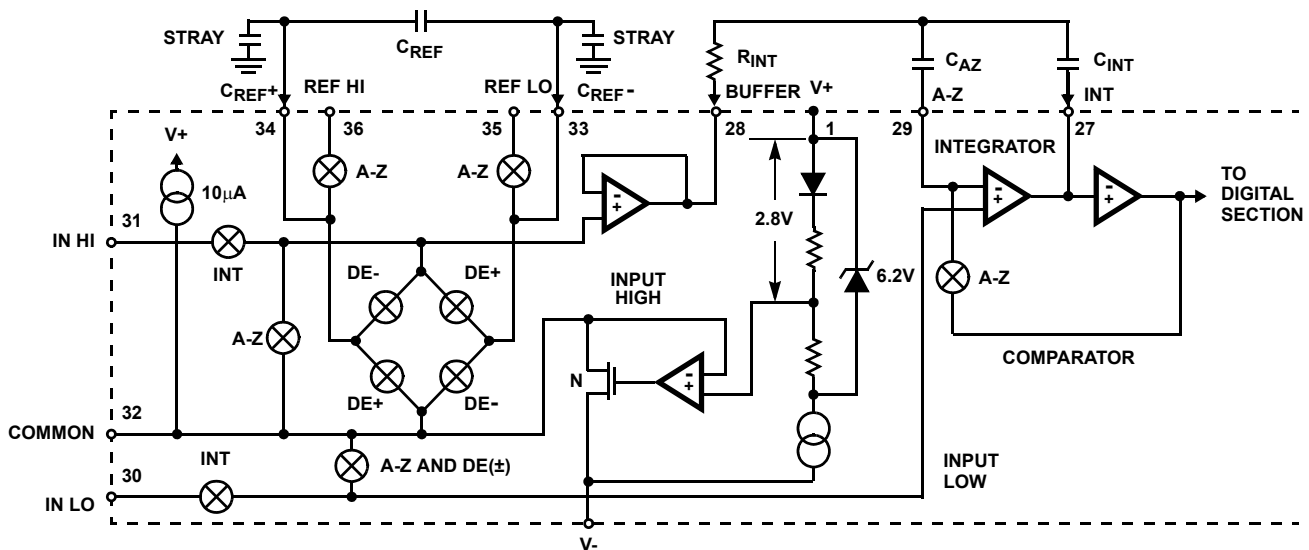 STRAY
CREF
STRAY
RINT
CAZ
CINT
CREF+
REF HI
REF LO
CREF-
BUFFER
V+
A-Z
INT
34
36
35
33
28
1
29
27
V+
10µA
A-Z
A-Z
INTEGRATOR
TO
DIGITAL
SECTION
31
IN HI
INT
2.8V
6.2V
A-Z
DE-
DE+
INPUT
HIGH
A-Z
COMPARATOR
DE+
DE-
N
32
COMMON
INT
A-Z AND DE(±)
INPUT
LOW
30
IN LO
V-
-
+
-
+
-
+
-
+